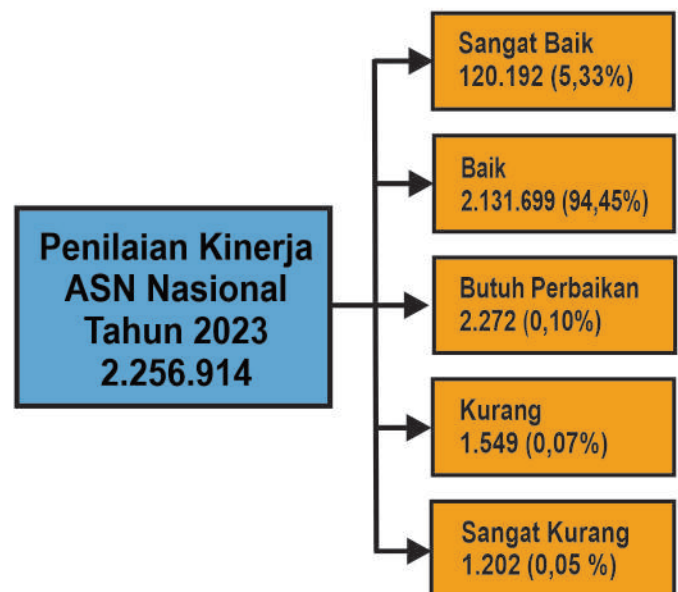 Penilaian Kinerja
ASN Nasional
Tahun 2023
2.256.914
Sangat Baik
120.192 (5,33%)
Baik
2.131.699 (94,45%)
Butuh Perbaikan
2.272 (0,10%)
Kurang
1.549 (0,07%)
Sangat Kurang
1.202 (0,05 %)